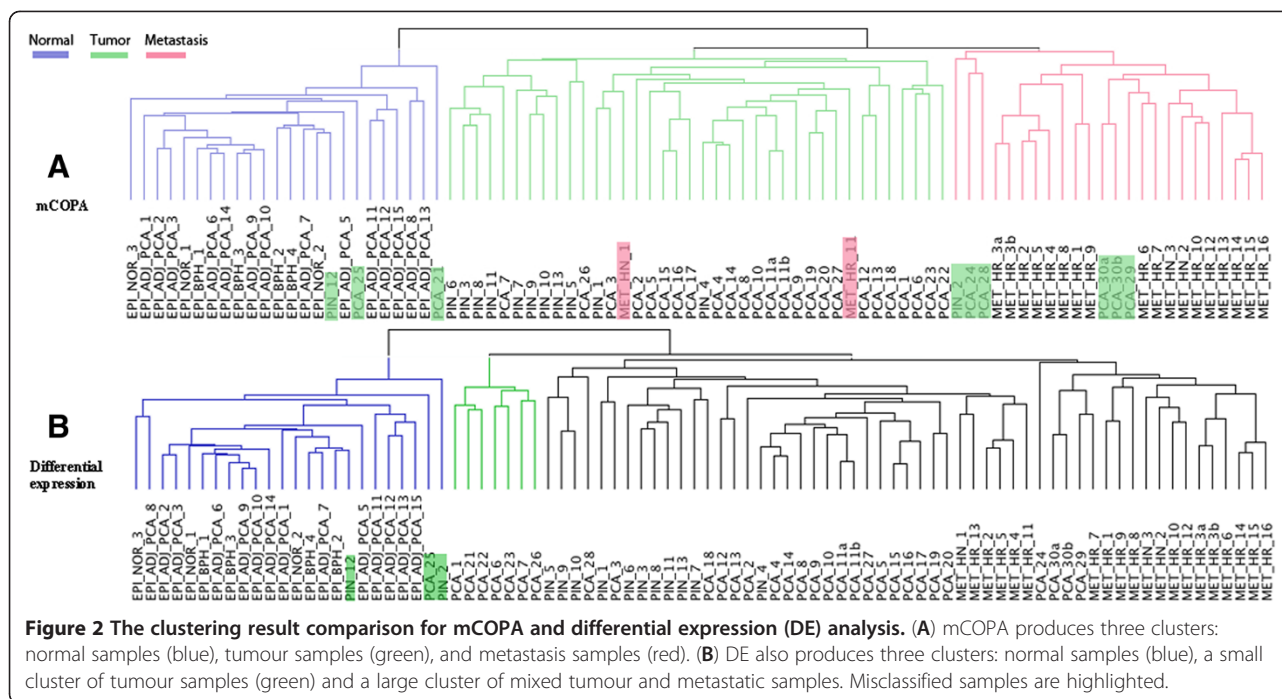 Normal
Tumor
Metastasis
A
mCOPA
EPI_NOR_3
EPI_ADJ_PCA_1
EPI_ADJ_PCA_2
EPI_ADJ_PCA_3
EPI_NOR_1
EPI_BPH_1
EPI_ADJ_PCA_6
EPI_ADJ_PCA_14
EPI_BPH_3
EPI_ADJ_PCA_9
EPI_ADJ_PCA_10
EPI_BPH_2
EPI_BPH_4
EPI_ADJ_PCA_7
EPI_NOR_2
PIN_12
EPI_ADJ_PCA_5
PCA_25
EPI_ADJ_PCA_11
EPI_ADJ_PCA_12
EPI_ADJ_PCA_15
EPI_ADJ_PCA_8
EPI_ADJ_PCA_13
PCA_21
PIN_6
PIN_3
PIN_8
PIN_11
PCA_7
PIN_7
PIN_9
PIN_10
PIN_13
PIN_5
PCA_26
PIN_1
PCA_3
MET_HN_1
PCA_2
PCA_5
PCA_15
PCA_16
PCA_17
PIN_4
PCA_4
PCA_14
PCA_8
PCA_10
PCA_11a
PCA_11b
PCA_9
PCA_19
PCA_20
PCA_27
MET_HR_11
PCA_12
PCA_13
PCA_18
PCA_1
PCA_6
PCA_23
PCA_22
PIN_2
PCA_24
PCA_28
MET_HR_3a
MET_HR_3b
MET_HR_2
MET_HR_5
MET_HR_4
MET_HR_8
MET_HR_1
MET_HR_9
PCA_30a
PCA_30b
PCA_29
MET_HR_6
MET_HR_7
MET_HN_3
MET_HN_2
MET_HR_10
MET_HR_12
MET_HR_13
MET_HR_14
MET_HR_15
MET_HR_16
B
Differential
expression
EPI_NOR_3
EPI_ADJ_PCA_8
EPI_ADJ_PCA_2
EPI_ADJ_PCA_3
EPI_NOR_1
EPI_BPH_1
EPI_ADJ_PCA_6
EPI_BPH_3
EPI_ADJ_PCA_9
EPI_ADJ_PCA_10
EPI_ADJ_PCA_14
EPI_ADJ_PCA_1
EPI_NOR_2
EPI_BPH_4
EPI_ADJ_PCA_7
EPI_BPH_2
PIN_12
EPI_ADJ_PCA_5
EPI_ADJ_PCA_11
EPI_ADJ_PCA_12
EPI_ADJ_PCA_13
EPI_ADJ_PCA_15
PCA_25
PIN_2
PCA_1
PCA_21
PCA_22
PCA_6
PCA_23
PCA_7
PCA_26
PIN_5
PIN_9
PIN_10
PCA_28
PIN_1
PCA_3
PIN_6
PIN_3
PIN_8
PIN_11
PIN_13
PIN_7
PCA_18
PCA_12
PCA_13
PCA_2
PIN_4
PCA_4
PCA_14
PCA_8
PCA_9
PCA_10
PCA_11a
PCA_11b
PCA_27
PCA_5
PCA_15
PCA_16
PCA_17
PCA_19
PCA_20
MET_HN_1
MET_HR_13
MET_HR_2
MET_HR_5
MET_HR_4
MET_HR_11
PCA_24
PCA_30a
PCA_30b
PCA_29
MET_HR_7
MET_HR_1
MET_HR_9
MET_HR_8
MET_HN_3
MET_HN_2
MET_HR_10
MET_HR_12
MET_HR_3a
MET_HR_3b
MET_HR_6
MET_HR_14
MET_HR_15
MET_HR_16
Figure 2 The clustering result comparison for mCOPA and differential expression (DE) analysis. (A) mCOPA produces three clusters:
normal samples (blue), tumour samples (green), and metastasis samples (red). (B) DE also produces three clusters: normal samples (blue), a small
cluster of tumour samples (green) and a large cluster of mixed tumour and metastatic samples. Misclassified samples are highlighted.